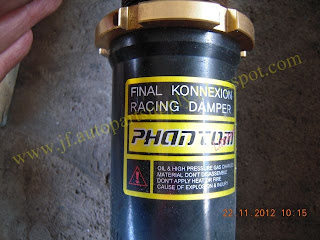 FINAL KONNEXION
RACING DAMPER
PHANTOM
OIL & HIGH PRESSURE GAS CHARGED
MATERIAL DON'T DISASSEMBLE
DON'T APPLY HEAT OR FIRE
CAUSE OF EXPLOSION & INJURY
22.11.2012 10:15